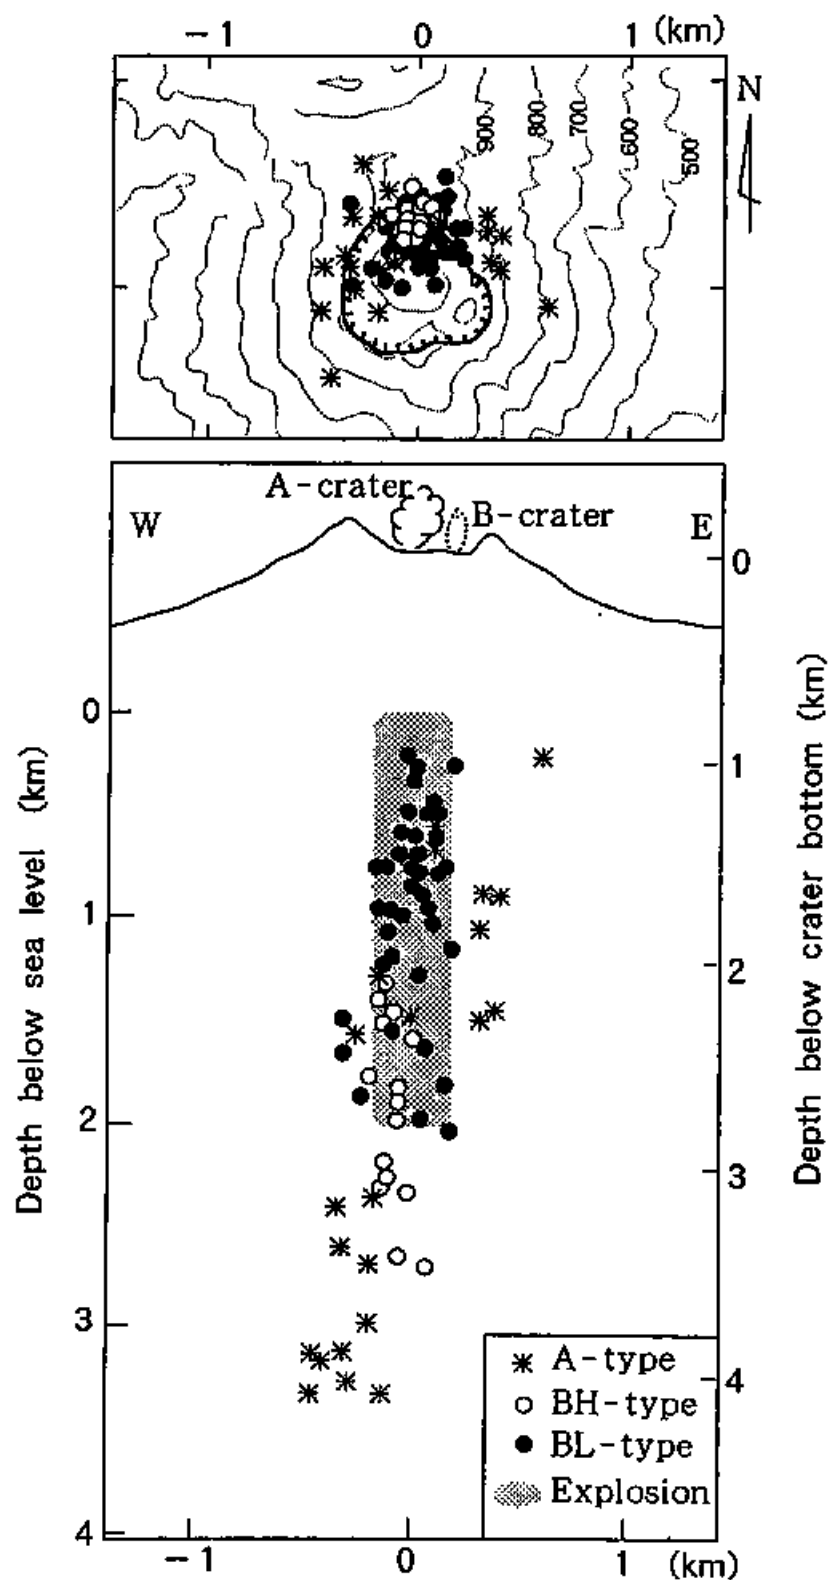 −1 0 1 (km)
N
900 800 700 600 500
A-crater
W B-crater E
0
0
1
1
2
2
3
3
4
4
Depth below sea level (km)
Depth below crater bottom (km)
A-type
BH-type
BL-type
Explosion
−1 0 1 (km)